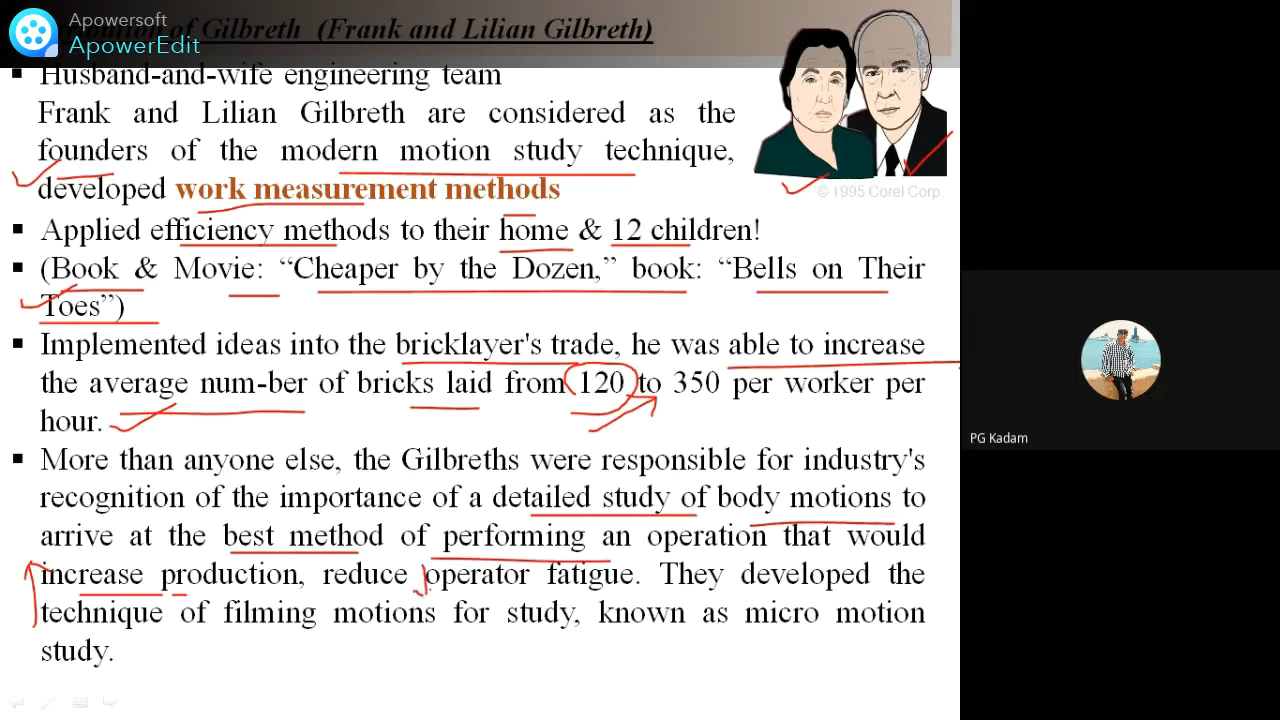 Apowersoft
ApowerEdit
of Gilbreth (Frank and Lilian Gilbreth)
▪ Husband-and-wife engineering team
Frank and Lilian Gilbreth are considered as the
founders of the modern motion study technique,
developed work measurement methods
© 1995 Corel Corp.
▪ Applied efficiency methods to their home & 12 children!
▪ (Book & Movie: “Cheaper by the Dozen,” book: “Bells on Their
Toes”)
▪ Implemented ideas into the bricklayer's trade, he was able to increase
the average num-ber of bricks laid from 120 to 350 per worker per
hour.
▪ More than anyone else, the Gilbreths were responsible for industry's
recognition of the importance of a detailed study of body motions to
arrive at the best method of performing an operation that would
increase production, reduce operator fatigue. They developed the
technique of filming motions for study, known as micro motion
study.
PG Kadam